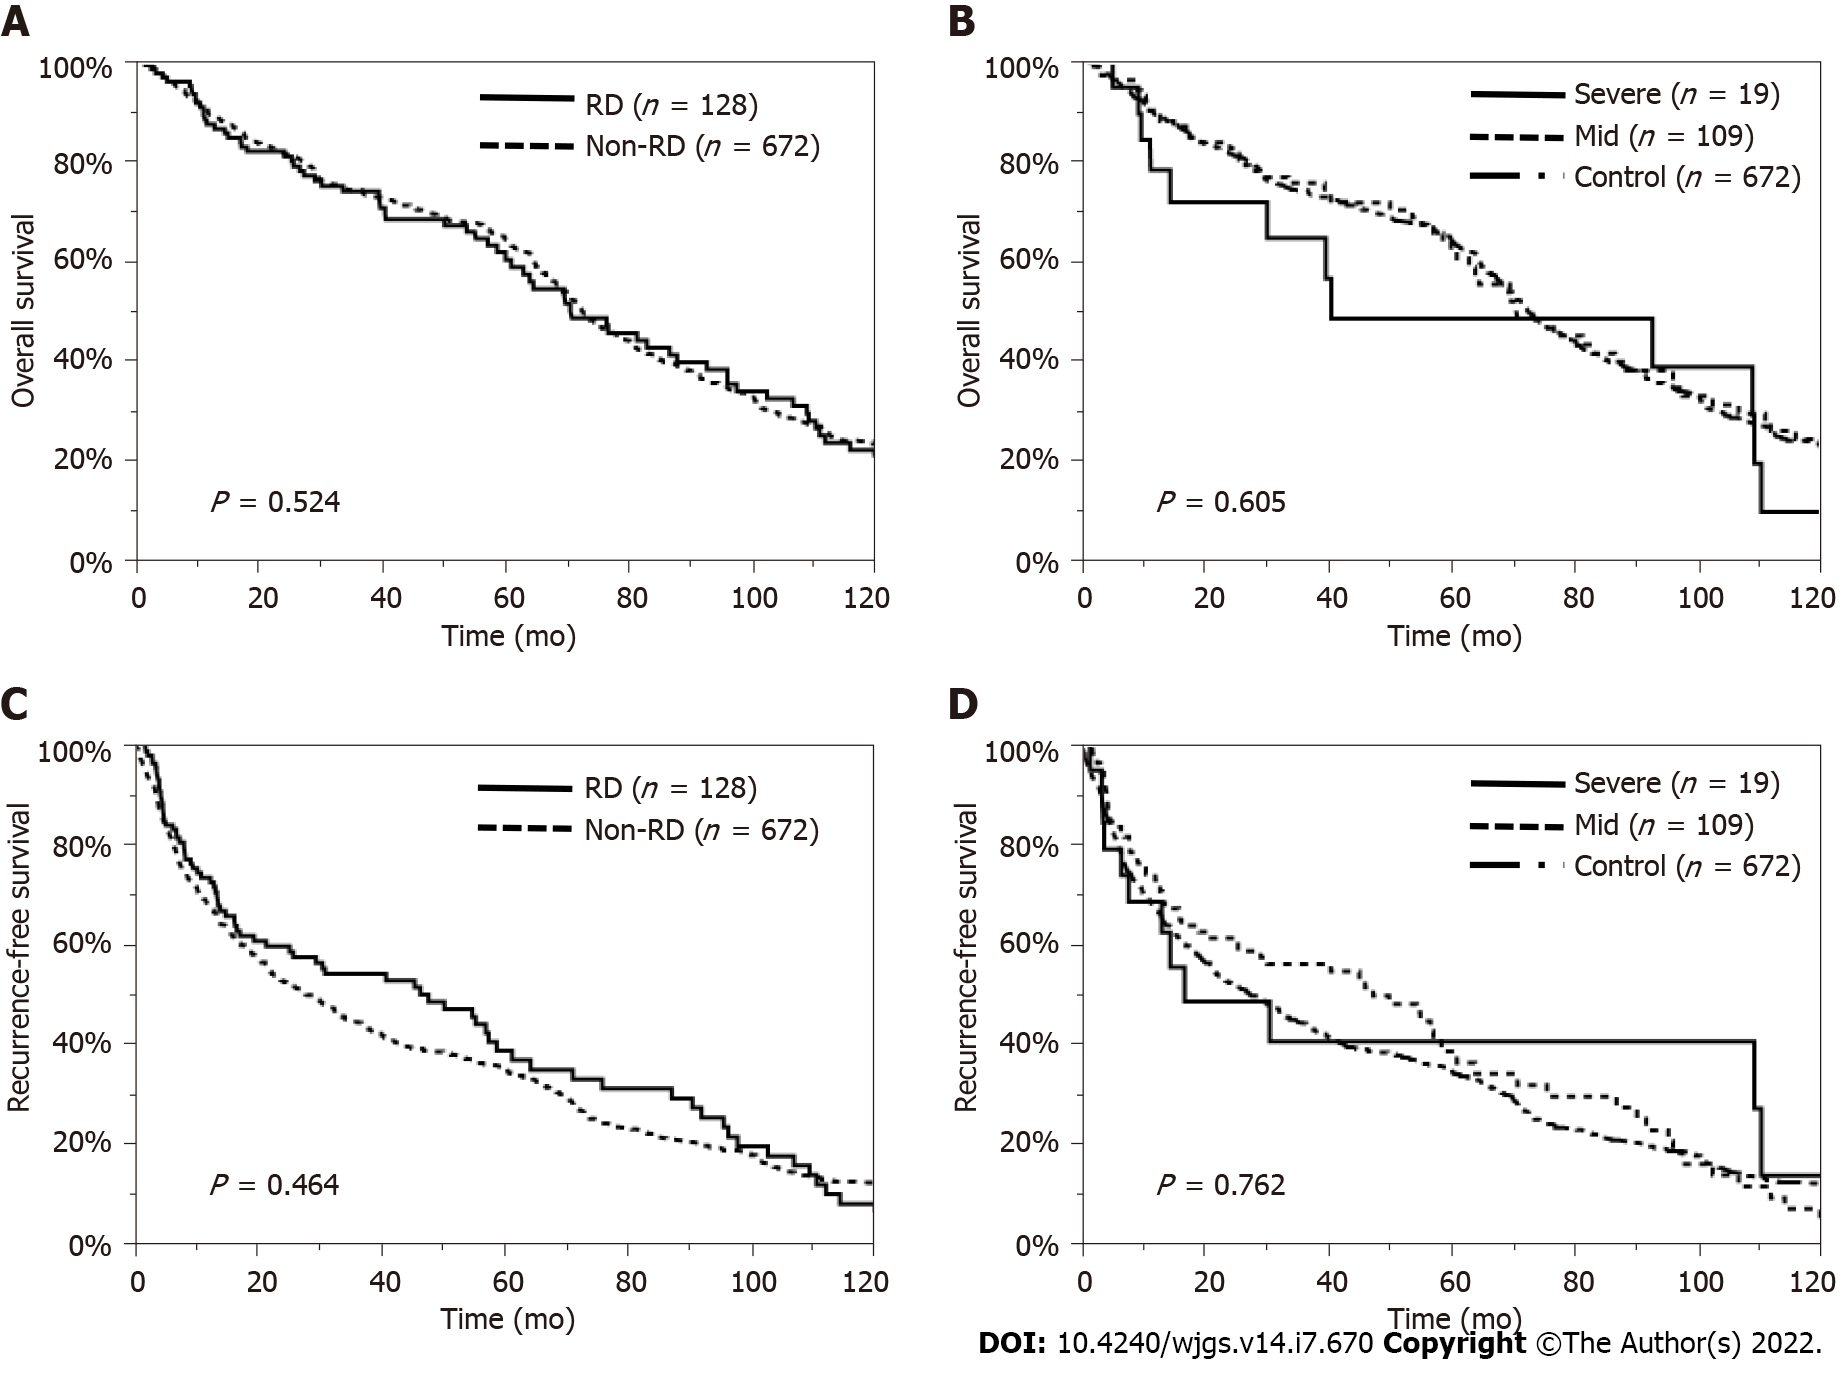 A
100%
80%
60%
40%
20%
0%
Overall survival
RD (n = 128)
Non-RD (n = 672)
P = 0.524
0 20 40 60 80 100 120
Time (mo)
B
100%
80%
60%
40%
20%
0%
Overall survival
Severe (n = 19)
Mid (n = 109)
Control (n = 672)
P = 0.605
0 20 40 60 80 100 120
Time (mo)
C
100%
80%
60%
40%
20%
0%
Recurrence-free survival
RD (n = 128)
Non-RD (n = 672)
P = 0.464
0 20 40 60 80 100 120
Time (mo)
D
100%
80%
60%
40%
20%
0%
Recurrence-free survival
Severe (n = 19)
Mid (n = 109)
Control (n = 672)
P = 0.762
0 20 40 60 80 100 120
Time (mo)
DOI: 10.4240/wjgs.v14.i7.670 Copyright ©The Author(s) 2022.